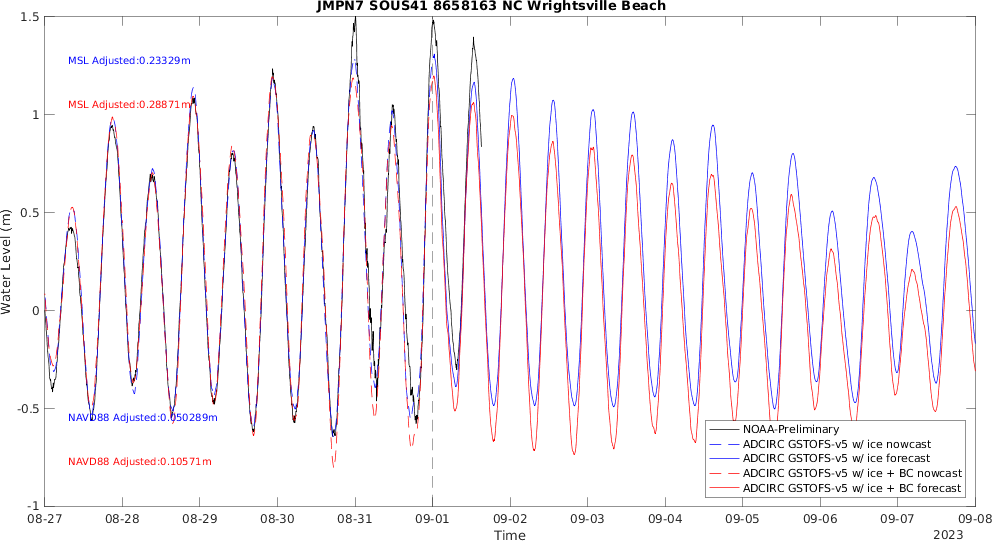 JMPN7 SOUS41 8658163 NC Wrightsville Beach
1.5
1
0.5
0
-0.5
-1
Water Level (m)
MSL Adjusted:0.23329m
MSL Adjusted:0.28871m
NAVD88 Adjusted:0.050289m
NAVD88 Adjusted:0.10571m
NOAA-Preliminary
ADCIRC GSTOFS-v5 w/ ice nowcast
ADCIRC GSTOFS-v5 w/ ice forecast
ADCIRC GSTOFS-v5 w/ ice + BC nowcast
ADCIRC GSTOFS-v5 w/ ice + BC forecast
08-27 08-28 08-29 08-30 08-31 09-01 09-02 09-03 09-04 09-05 09-06 09-07 09-08
Time
2023